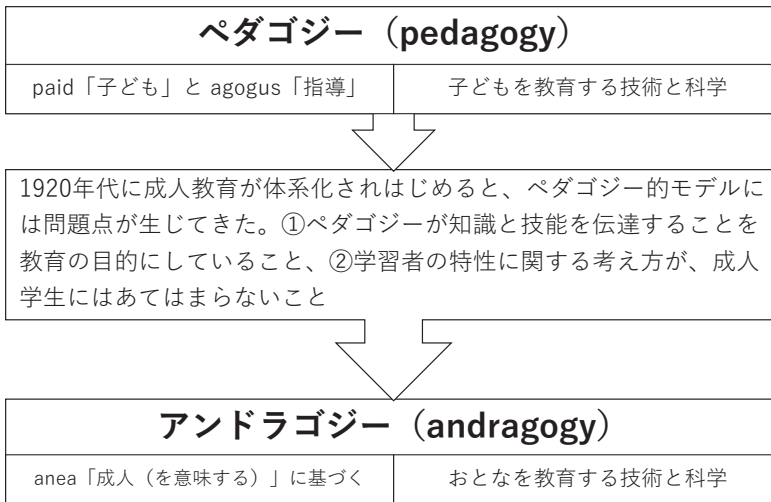 ペダゴジー（pedagogy）
paid「子ども」と agogus「指導」
子どもを教育する技術と科学
1920年代に成人教育が体系化されはじめると、ペダゴジー的モデルに
は問題点が生じてきた。①ペダゴジーが知識と技能を伝達することを
教育の目的にしていること、②学習者の特性に関する考え方が、成人
学生にはあてはまらないこと
アンドラゴジー（andragogy）
anea「成人（を意味する）」に基づく
おとなを教育する技術と科学